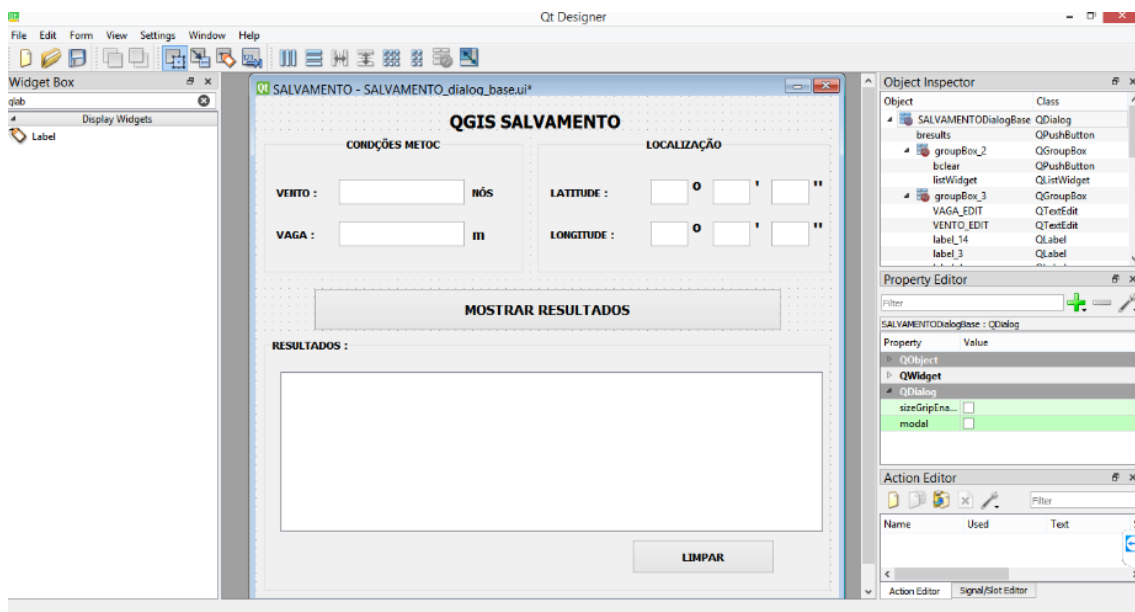 Qt Designer
File Edit Form View Settings Window Help
Widget Box
qlab
Display Widgets
Label
SALVAMENTO - SALVAMENTO_dialog_base.ui*
QGIS SALVAMENTO
CONDÇÕES METOC
VENTO :
NÓS
VAGA :
m
LOCALIZAÇÃO
LATITUDE :
o ' "
LONGITUDE :
o ' "
MOSTRAR RESULTADOS
RESULTADOS :
LIMPAR
Object Inspector
Object Class
SALVAMENTODialogBase QDialog
bresults QPushButton
groupBox_2 QGroupBox
bclear QPushButton
listWidget QListWidget
groupBox_3 QGroupBox
VAGA_EDIT QTextEdit
VENTO_EDIT QTextEdit
label_14 QLabel
label_3 QLabel
Property Editor
Filter
SALVAMENTODialogBase : QDialog
Property Value
QObject
QWidget
QDialog
sizeGripEna...
modal
Action Editor
Filter
Name Used Text
Action Editor Signal/Slot Editor